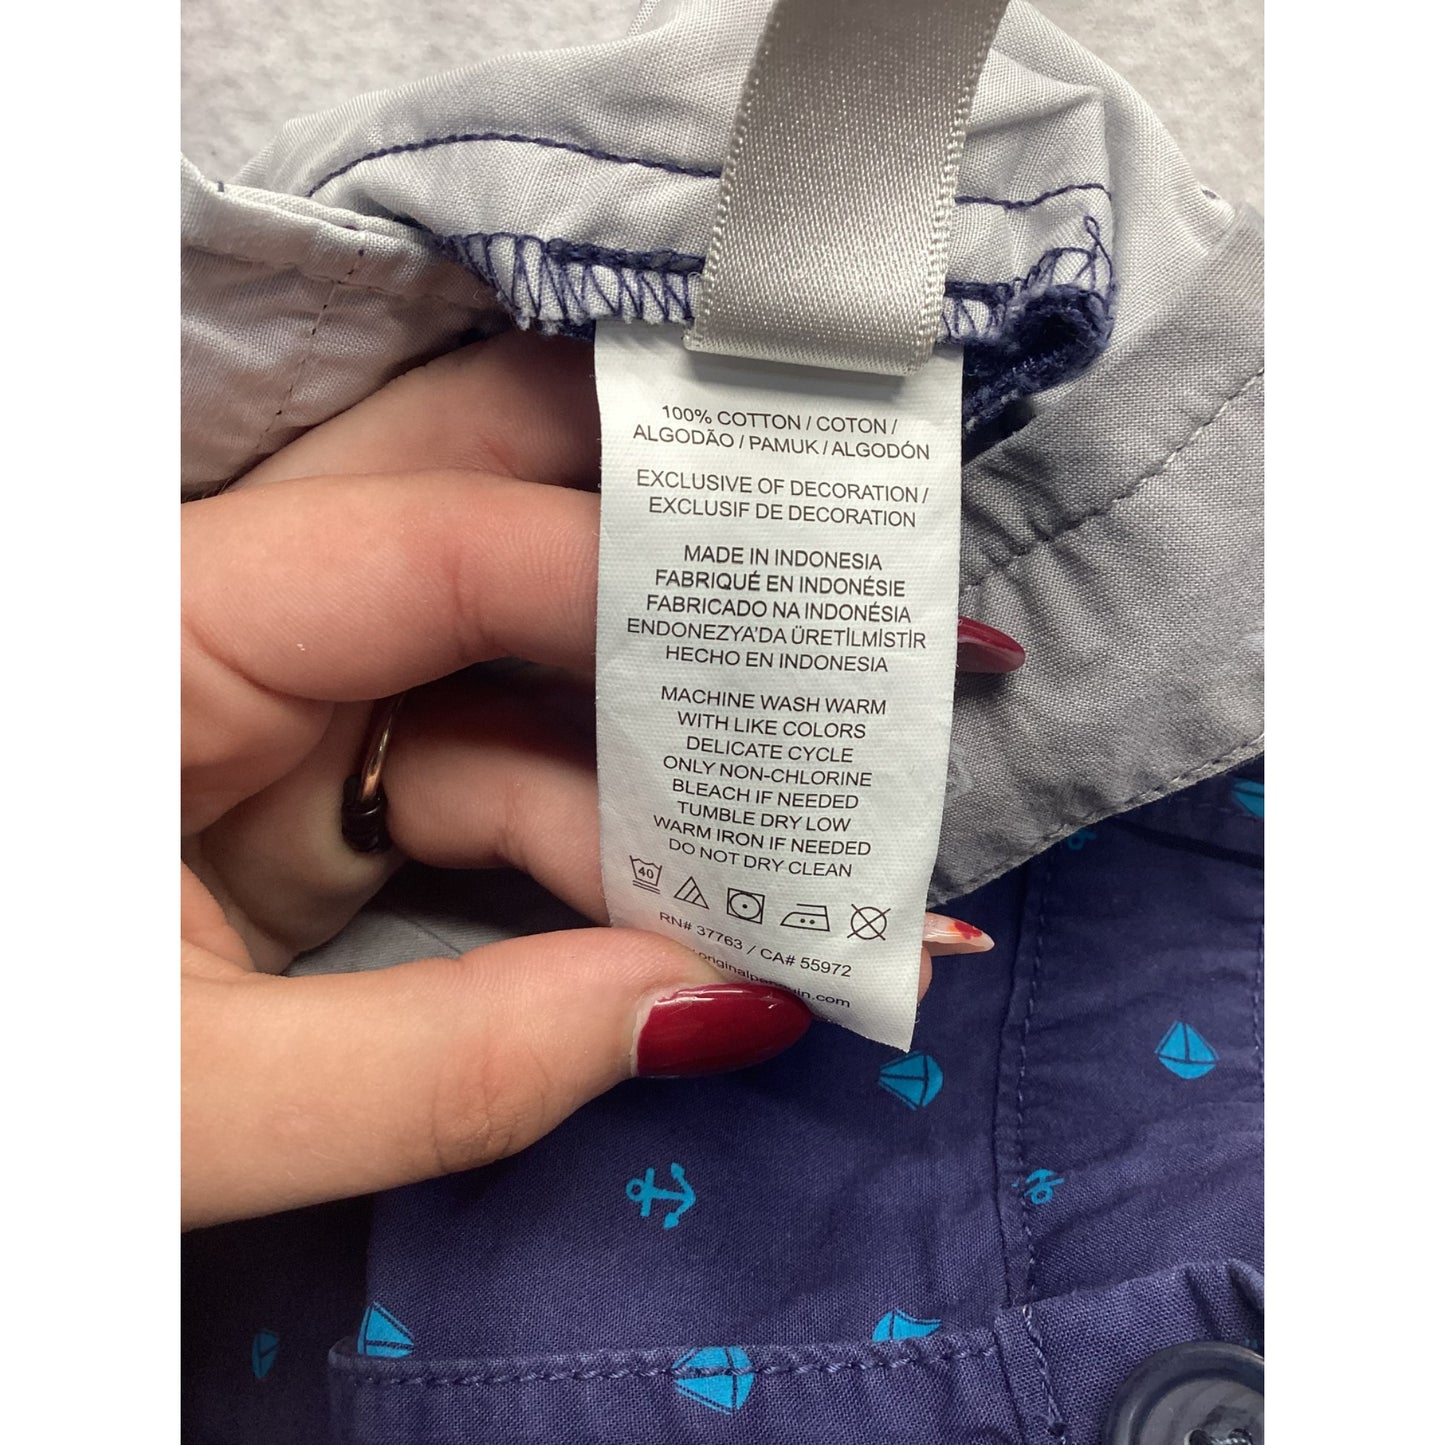 100% COTTON / COTON /
ALGODÃO / PAMUK / ALGODÓN
EXCLUSIVE OF DECORATION /
EXCLUSIF DE DECORATION
MADE IN INDONESIA
FABRIQUÉ EN INDONÉSIE
FABRICADO NA INDONÉSIA
ENDONEZYA'DA ÜRETİLMİSTİR
HECHO EN INDONESIA
MACHINE WASH WARM
WITH LIKE COLORS
DELICATE CYCLE
ONLY NON-CHLORINE
BLEACH IF NEEDED
TUMBLE DRY LOW
WARM IRON IF NEEDED
DO NOT DRY CLEAN
40
RN# 37763 / CA# 55972